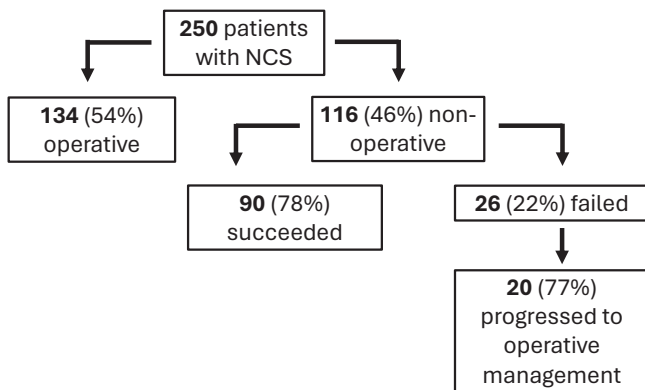 250 patients
with NCS
134 (54%)
operative
116 (46%) non-
operative
90 (78%)
succeeded
26 (22%) failed
20 (77%)
progressed to
operative
management